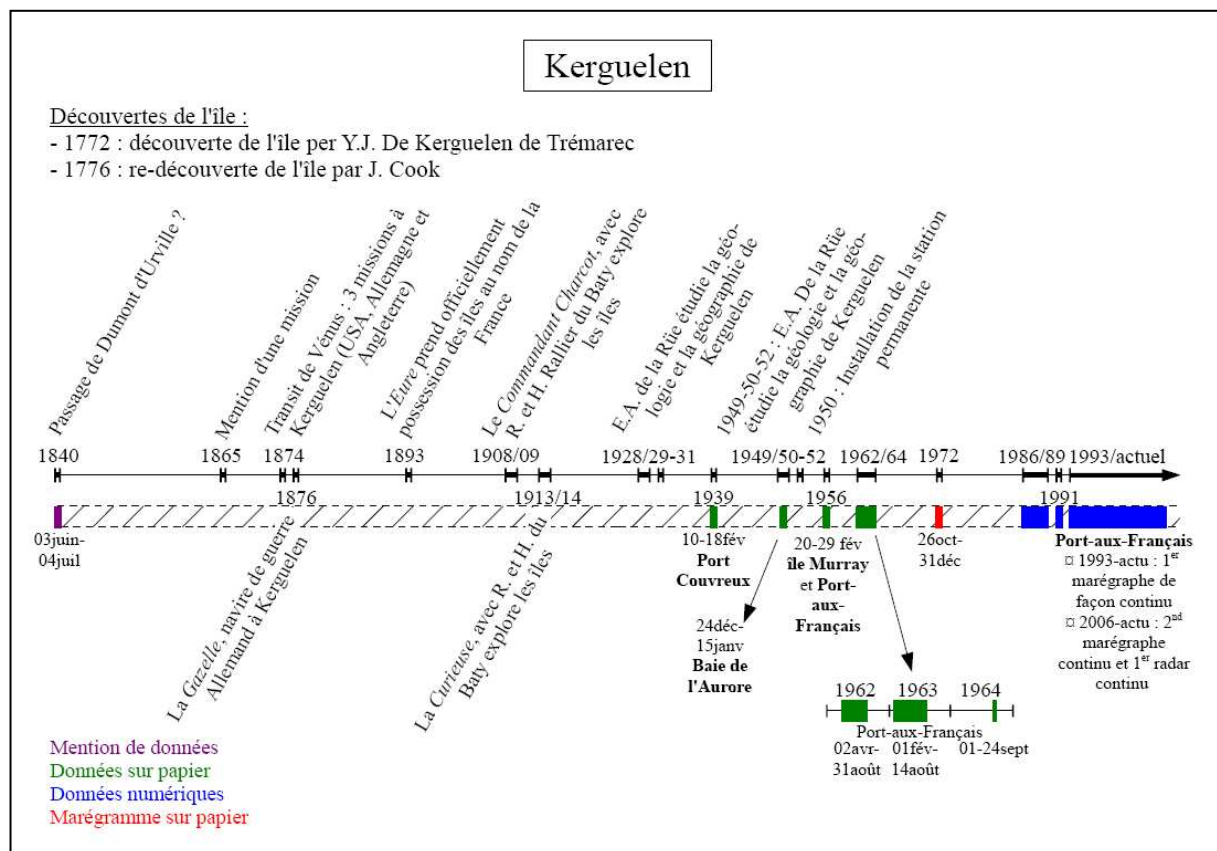 Kerguelen
Découvertes de l'île :
- 1772 : découverte de l'île per Y.J. De Kerguelen de Trémarec
- 1776 : re-découverte de l'île par J. Cook
Passage de Dumont d'Urville ?
Mention d'une mission
Transit de Vénus : 3 missions à
Kerguelen (USA, Allemagne et
Angleterre)
L'Eure prend officiellement
possession des îles au nom de la
France
Le Commandant Charcot, avec
R. et H. Rallier du Baty explore
les îles
E.A. de la Rüe étudie la géo-
logie et la géographie de
Kerguelen
1949-50-52 : E.A. De la Rüe
étudie la géologie et la géo-
graphie de Kerguelen
1950 : Installation de la station
permanente
1840
1865
1874
1893
1908/09
1928/29-31
1949/50-52
1962/64
1972
1986/89
1993/actuel
1876
1913/14
1939
1956
1991
03juin-
04juil
La Gazelle, navire de guerre
Allemand à Kerguelen
La Curieuse, avec R. et H. du
Baty explore les îles
10-18fév
Port
Couvreux
24déc-
15janv
Baie de
l'Aurore
20-29 fév
île Murray
et Port-
aux-
Français
26oct-
31déc
Port-aux-Français
¤ 1993-actu : 1er
marégraphe de
façon continu
¤ 2006-actu : 2nd
marégraphe
continu et 1er radar
continu
1962
1963
1964
Port-aux-Français
02avr-
31août
01fév-
14août
01-24sept
Mention de données
Données sur papier
Données numériques
Marégramme sur papier